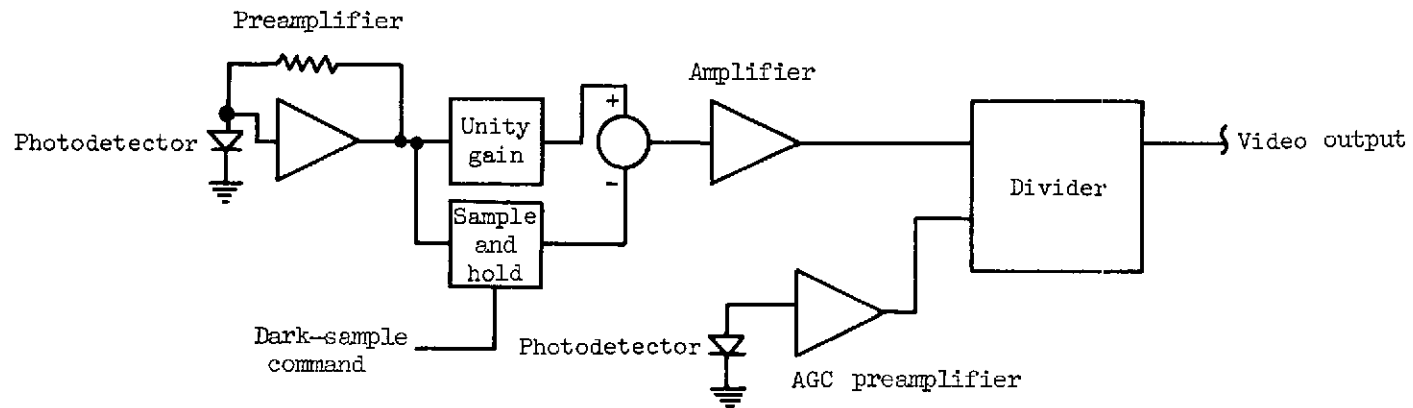 Preamplifier
Photodetector
Unity
gain
+
-
Sample
and
hold
Dark-sample
command
Amplifier
Divider
Video output
Photodetector
AGC preamplifier